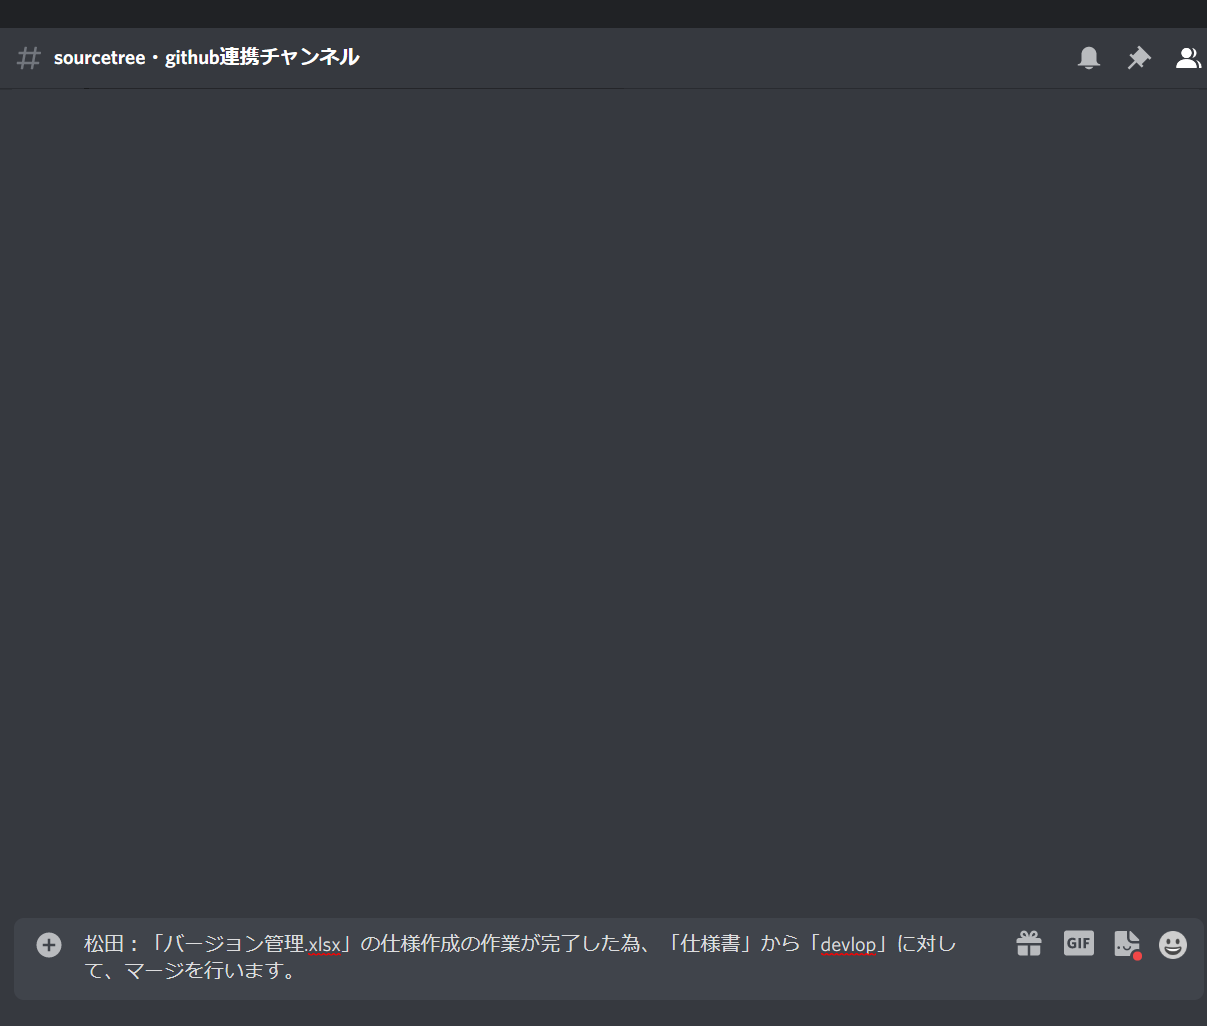 sourcetree・github連携チャンネル
松田：「バージョン管理.xlsx」の仕様作成の作業が完了した為、「仕様書」から「devlop」に対し
て、マージを行います。
GIF